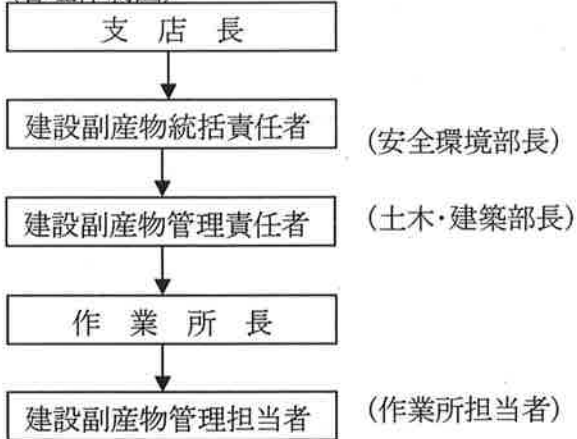 支 店 長
建設副産物統括責任者 (安全環境部長)
建設副産物管理責任者 (土木・建築部長)
作 業 所 長
建設副産物管理担当者 (作業所担当者)